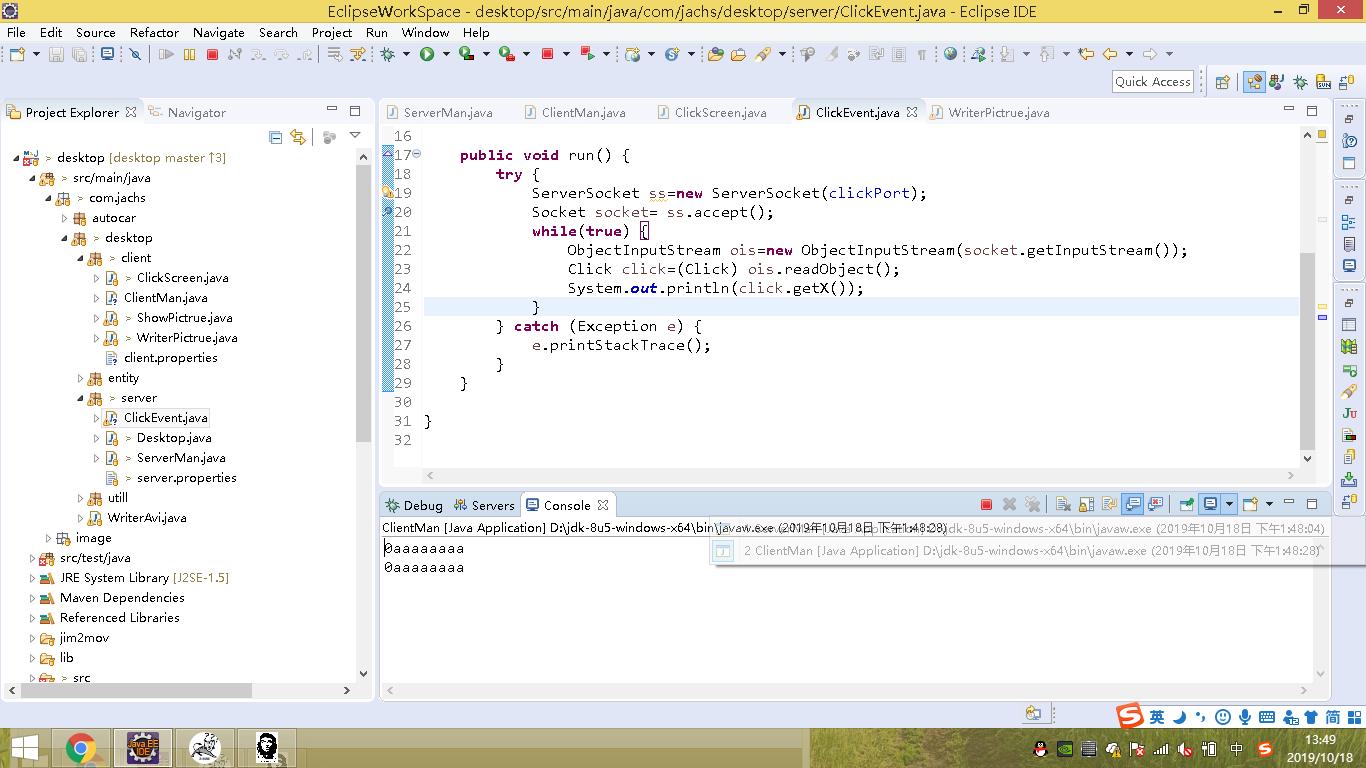 EclipseWorkSpace - desktop/src/main/java/com/jachs/desktop/server/ClickEvent.java - Eclipse IDE
File Edit Source Refactor Navigate Search Project Run Window Help
Quick Access
Project Explorer Navigator
> desktop [desktop master ↑3]
> src/main/java
> com.jachs
autocar
> desktop
> client
> ClickScreen.java
ClientMan.java
> ShowPictrue.java
> WriterPictrue.java
client.properties
entity
> server
ClickEvent.java
> Desktop.java
> ServerMan.java
> server.properties
utill
WriterAvi.java
image
src/test/java
JRE System Library [J2SE-1.5]
Maven Dependencies
Referenced Libraries
jim2mov
lib
> src
ServerMan.java ClientMan.java ClickScreen.java ClickEvent.java WriterPictrue.java
16
17 public void run() {
18 try {
19 ServerSocket ss=new ServerSocket(clickPort);
20 Socket socket= ss.accept();
21 while(true) {
22 ObjectInputStream ois=new ObjectInputStream(socket.getInputStream());
23 Click click=(Click) ois.readObject();
24 System.out.println(click.getX());
25 }
26 } catch (Exception e) {
27 e.printStackTrace();
28 }
29 }
30
31 }
32
Debug Servers Console
ClientMan [Java Application] D:\jdk-8u5-windows-x64\bin\javaw.exe (2019年10月18日 下午1:48:28)
jdk-8u5-windows-x64\bin\javaw.exe (2019年10月18日 下午1:48:04)
2 ClientMan [Java Application] D:\jdk-8u5-windows-x64\bin\javaw.exe (2019年10月18日 下午1:48:28)
0aaaaaaaa
0aaaaaaaa
英 简
中
13:49
2019/10/18